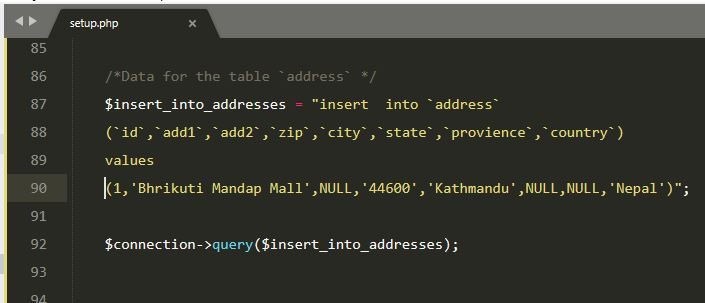 setup.php ×
85
86 /*Data for the table `address` */
87 $insert_into_addresses = "insert  into `address`
88 (`id`,`add1`,`add2`,`zip`,`city`,`state`,`provience`,`country`)
89 values
90 (1,'Bhrikuti Mandap Mall',NULL,'44600','Kathmandu',NULL,NULL,'Nepal')";
91
92 $connection->query($insert_into_addresses);
93
94